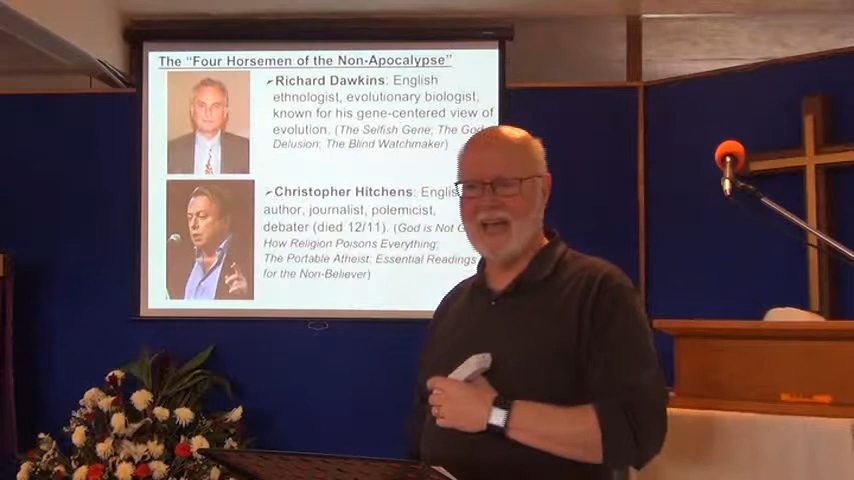 The "Four Horsemen of the Non-Apocalypse"
➢Richard Dawkins: English
ethnologist, evolutionary biologist,
known for his gene-centered view of
evolution. (The Selfish Gene; The God
Delusion; The Blind Watchmaker)
➢Christopher Hitchens: English
author, journalist, polemicist,
debater (died 12/11). (God is Not
How Religion Poisons Everything;
The Portable Atheist: Essential Readings
for the Non-Believer)